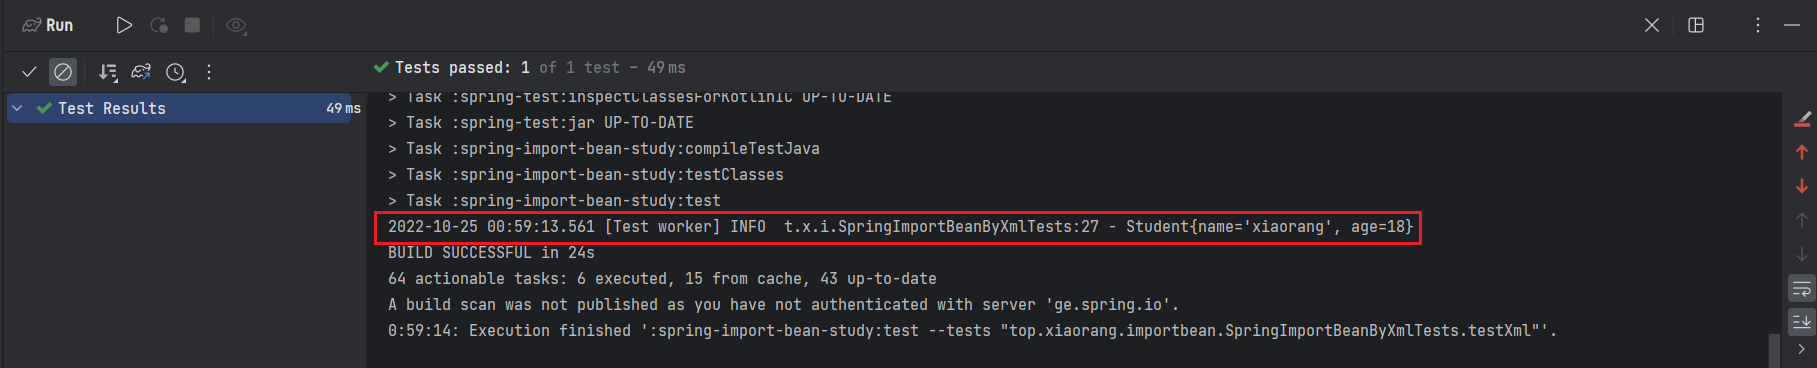 Run
Tests passed: 1 of 1 test – 49 ms
Test Results 49 ms
> Task :spring-test:inspectClassesForKotlinIC UP-TO-DATE
> Task :spring-test:jar UP-TO-DATE
> Task :spring-import-bean-study:compileTestJava
> Task :spring-import-bean-study:testClasses
> Task :spring-import-bean-study:test
2022-10-25 00:59:13.561 [Test worker] INFO  t.x.i.SpringImportBeanByXmlTests:27 - Student{name='xiaorang', age=18}
BUILD SUCCESSFUL in 24s
64 actionable tasks: 6 executed, 15 from cache, 43 up-to-date
A build scan was not published as you have not authenticated with server 'ge.spring.io'.
0:59:14: Execution finished ':spring-import-bean-study:test --tests "top.xiaorang.importbean.SpringImportBeanByXmlTests.testXml"'.